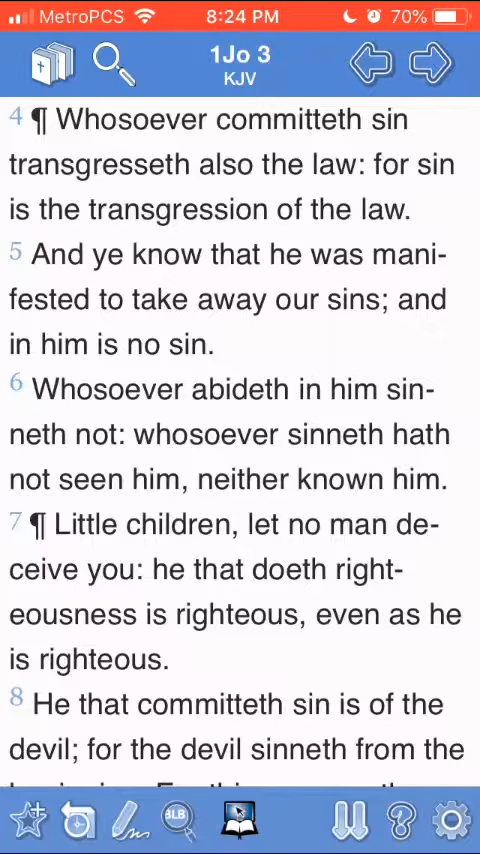 MetroPCS 8:24 PM 70%
1Jo 3
KJV
4 ¶ Whosoever committeth sin
transgresseth also the law: for sin
is the transgression of the law.
5 And ye know that he was mani-
fested to take away our sins; and
in him is no sin.
6 Whosoever abideth in him sin-
neth not: whosoever sinneth hath
not seen him, neither known him.
7 ¶ Little children, let no man de-
ceive you: he that doeth right-
eousness is righteous, even as he
is righteous.
8 He that committeth sin is of the
devil; for the devil sinneth from the
BLB